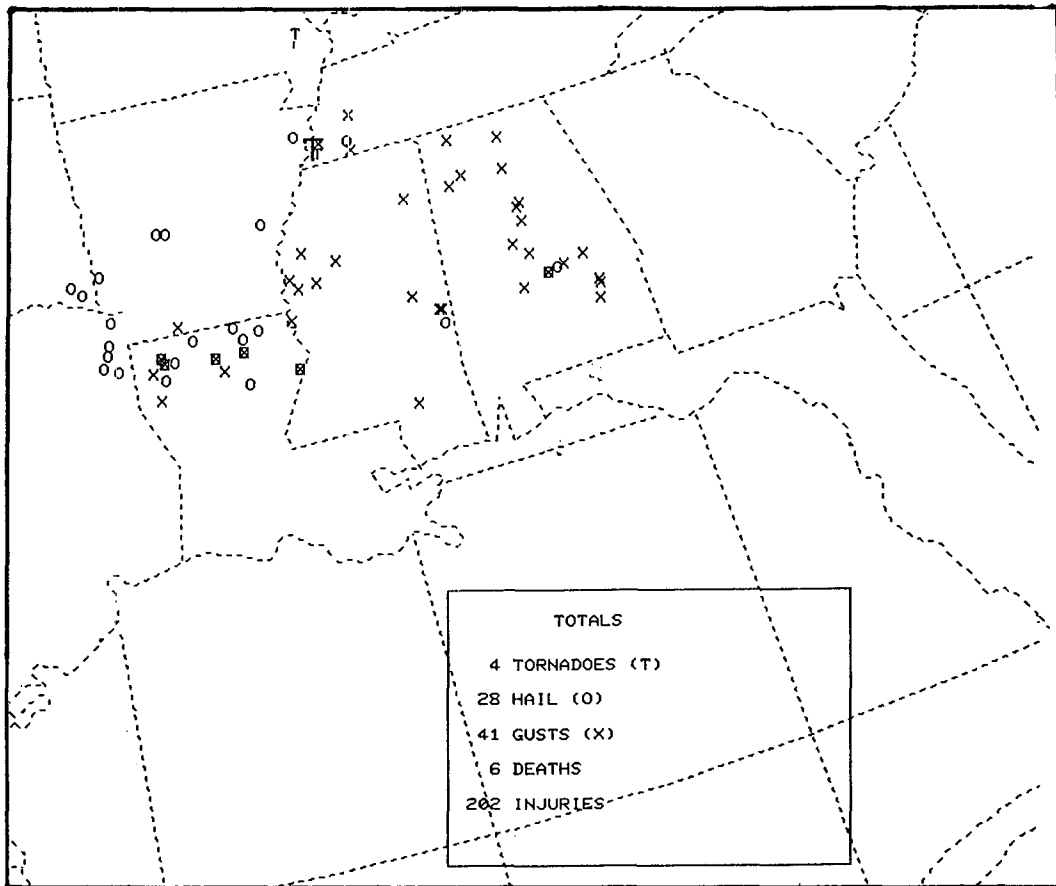 TOTALS
4 TORNADOES (T)
28 HAIL (O)
41 GUSTS (X)
6 DEATHS
202 INJURIES